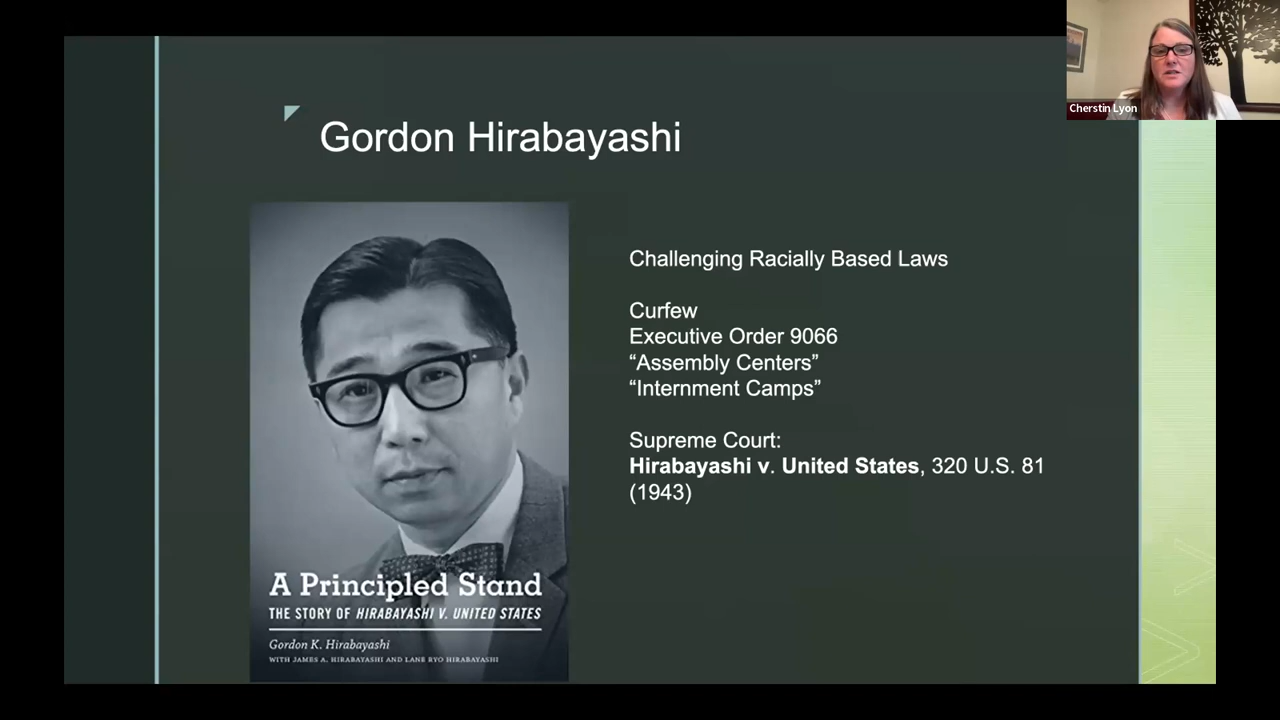 Cherstin Lyon
Gordon Hirabayashi
Challenging Racially Based Laws
Curfew
Executive Order 9066
“Assembly Centers”
“Internment Camps”
Supreme Court:
Hirabayashi v. United States, 320 U.S. 81
(1943)
A Principled Stand
THE STORY OF HIRABAYASHI V. UNITED STATES
Gordon K. Hirabayashi
WITH JAMES A. HIRABAYASHI AND LANE RYO HIRABAYASHI